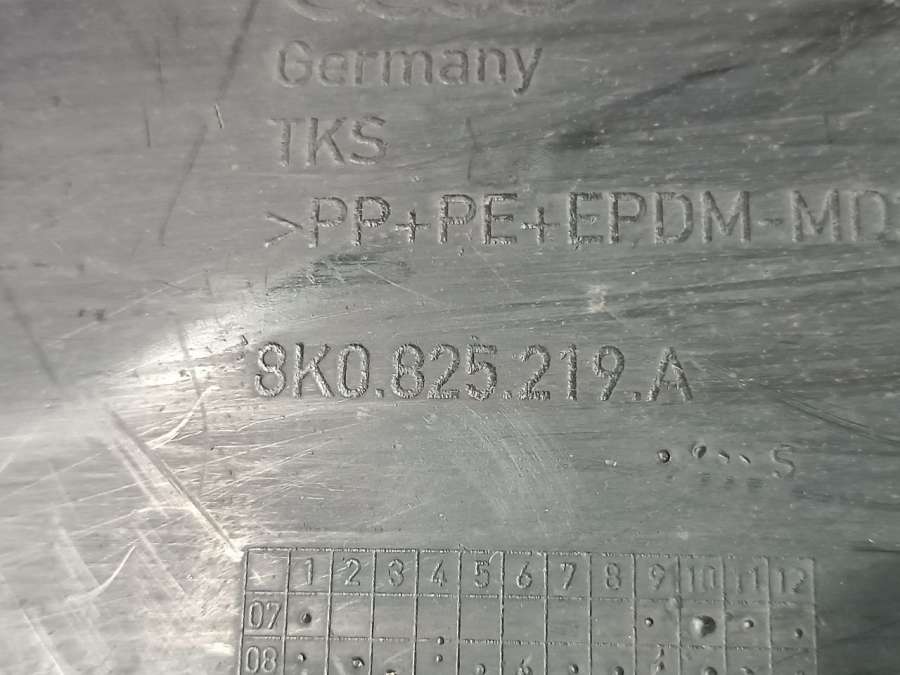 Germany
TKS
>PP+PE+EPDM-MD
8K0.825.219.A
S
1 2 3 4 5 6 7 8 9 10 11 12
07
08